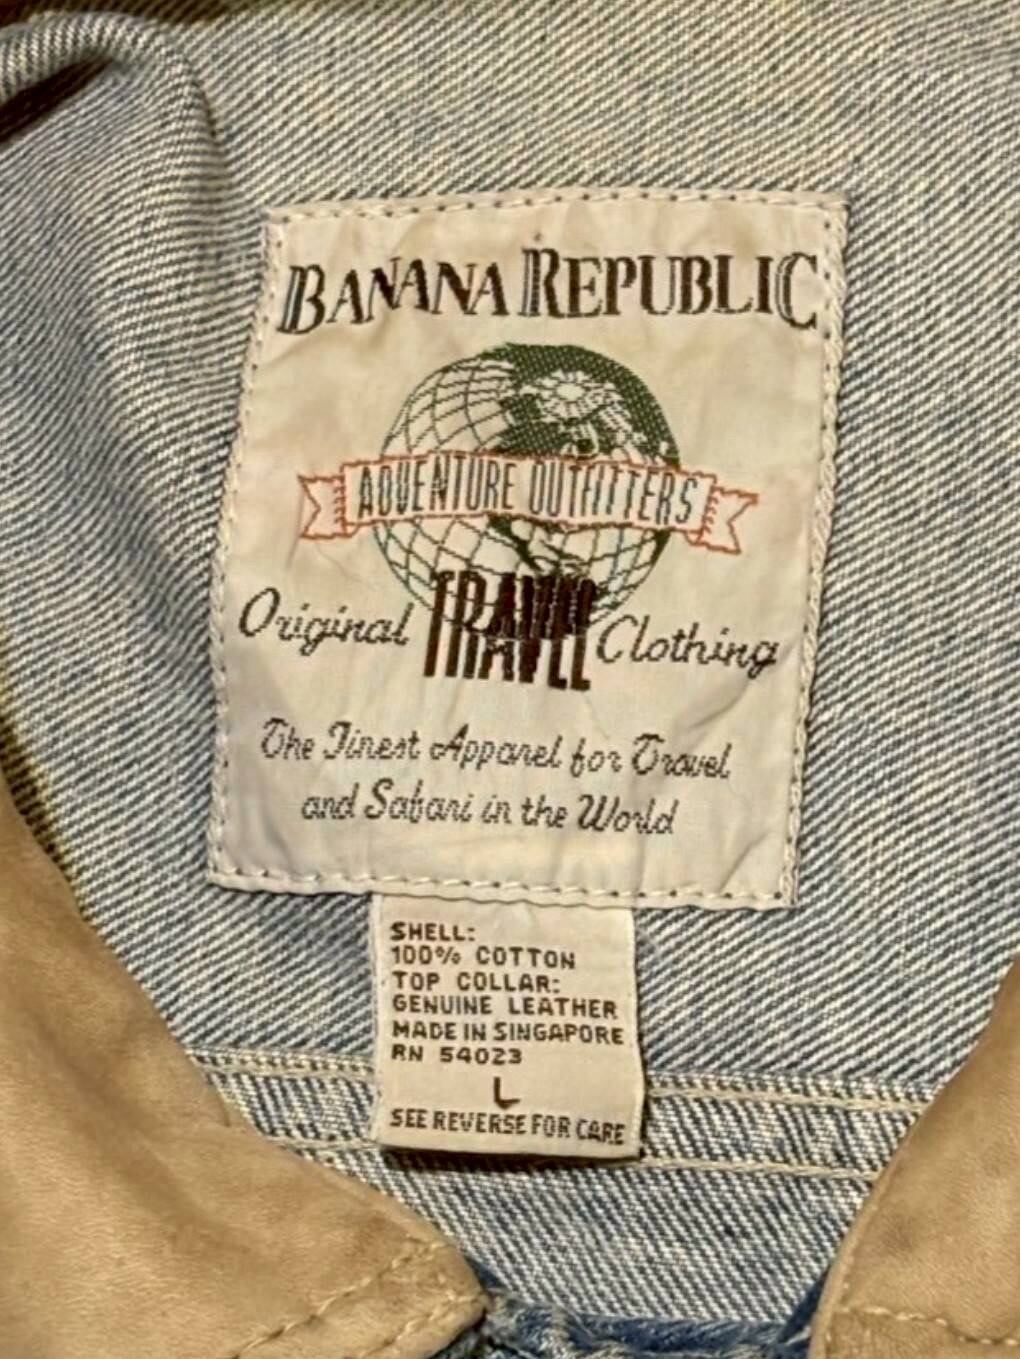 BANANA REPUBLIC
ADVENTURE OUTFITTERS
Original TRAVEL Clothing
The Finest Apparel for Travel
and Safari in the World
SHELL:
100% COTTON
TOP COLLAR:
GENUINE LEATHER
MADE IN SINGAPORE
RN 54023
L
SEE REVERSE FOR CARE